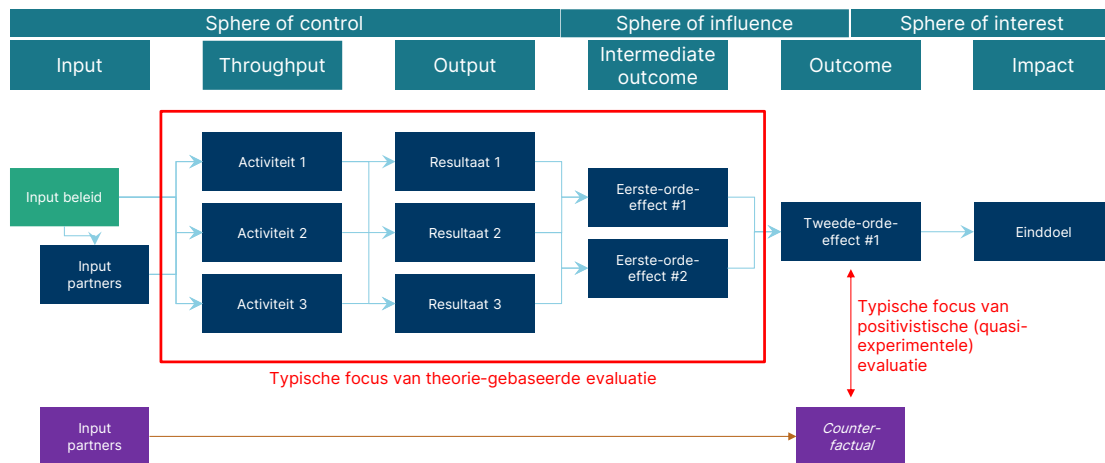 Sphere of control
Sphere of influence
Sphere of interest
Input
Throughput
Output
Intermediate
outcome
Outcome
Impact
Input beleid
Input
partners
Activiteit 1
Activiteit 2
Activiteit 3
Resultaat 1
Resultaat 2
Resultaat 3
Eerste-orde-
effect #1
Eerste-orde-
effect #2
Tweede-orde-
effect #1
Einddoel
Typische focus van theorie-gebaseerde evaluatie
Typische focus van
positivistische (quasi-
experimentele)
evaluatie
Input
partners
Counter-
factual